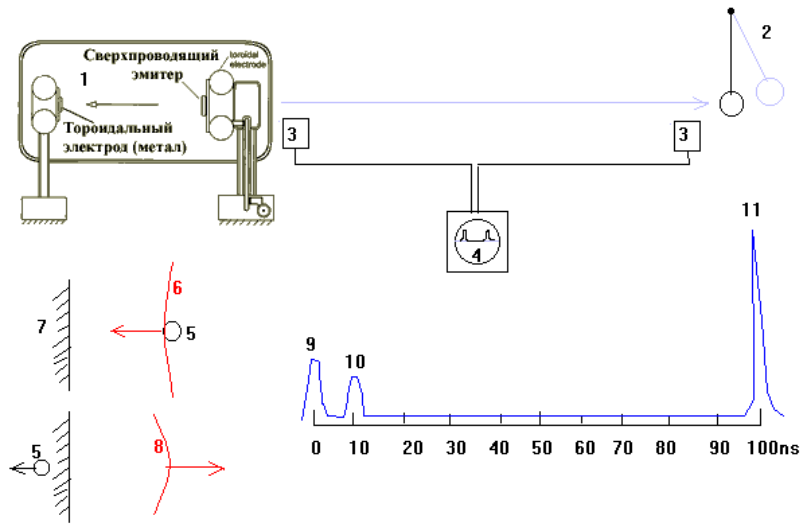 2
Сверхпроводящий
эмитер
toroidal
electrode
1
Тороидальный
электрод (метал)
3
3
4
11
6
7
5
9
10
5
8
0 10 20 30 40 50 60 70 80 90 100ns